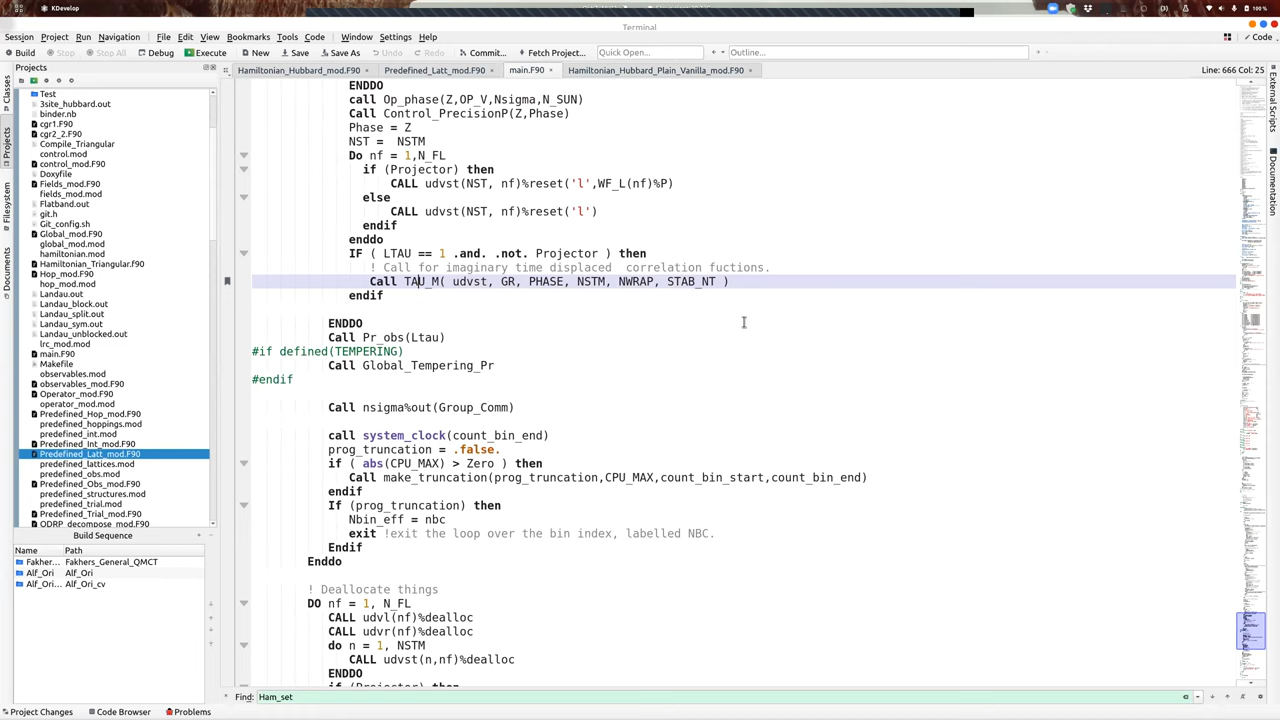 KDevelop
100 %
Terminal
Session Project Run Navigation File Edit View Bookmarks Tools Code Window Settings Help
Code
Build Stop Stop All Debug Execute New Save Save As Undo Redo Commit... Fetch Project... Quick Open... Outline...
Projects
Hamiltonian_Hubbard_mod.F90 Predefined_Latt_mod.F90 main.F90 Hamiltonian_Hubbard_Plain_Vanilla_mod.F90
Line: 666 Col: 25
Classes
Projects
Filesystem
External Scripts
Documentation
Test
3site_hubbard.out
binder.nb
cgr1.F90
cgr2_2.F90
Compile_Triangular
control.mod
control_mod.F90
Doxyfile
Fields_mod.F90
fields_mod.mod
Flatband.out
git.h
Git_config.sh
Global_mod.F90
global_mod.mod
hamiltonian.mod
Hamiltonian_Triangular.f90
Hop_mod.F90
hop_mod.mod
Landau.out
Landau_block.out
Landau_split.out
Landau_sym.out
Landau_unblocked.out
lrc_mod.mod
main.F90
Makefile
observables.mod
observables_mod.F90
Operator_mod.F90
operator_mod.mod
Predefined_Hop_mod.F90
predefined_hopping.mod
predefined_int.mod
Predefined_Int_mod.F90
Predefined_Latt_mod.F90
predefined_lattices.mod
predefined_obs.mod
Predefined_Obs_mod.F90
predefined_structures.mod
predefined_trial.mod
Predefined_Trial_mod.F90
QDRP_decompose_mod.F90
Build Sequence
Name Path
Fakher... Fakhers_General_QMCT
Alf_Ori Alf_Ori
Alf_Ori... Alf_Ori_cv
ENDDO
call Op_phase(Z,OP_V,Nsigma,N_SUN)
Call Control_PrecisionP(Z,Phase)
Phase = Z
NST = NSTM
Do nf = 1,N_FL
if (Projector) then
CALL udvst(NST, nf)%reset('l',WF_L(nf)%P)
else
CALL udvst(NST, nf)%reset('l')
endif
enddo
IF ( LTAU == 1 .and. .not. Projector ) then
! Call for imaginary time displaced correlation fuctions.
Call TAU_M( udvst, GR, PHASE, NSTM, NWRAP, STAB_NT )
endif
ENDDO
Call Pr_obs(Ltau)
#if defined(TEMPERING)
Call Global_Tempering_Pr
#endif
Call nsigma%out(Group_Comm)
call system_clock(count_bin_end)
prog_truncation = .false.
if ( abs(CPU_MAX) > Zero ) then
Call make_truncation(prog_truncation,CPU_MAX,count_bin_start,count_bin_end)
endif
If (prog_truncation) then
Nbin_eff = nbc
exit !exit the loop over the bin index, labelled NBC.
Endif
Enddo
! Deallocate things
DO nf = 1, N_FL
CALL udvl(nf)%dealloc
CALL udvr(nf)%dealloc
do n = 1, NSTM
CALL udvst(n,nf)%dealloc
ENDDO
if (Projector) then
Find: Ham_set
Project Changes Code Browser Problems